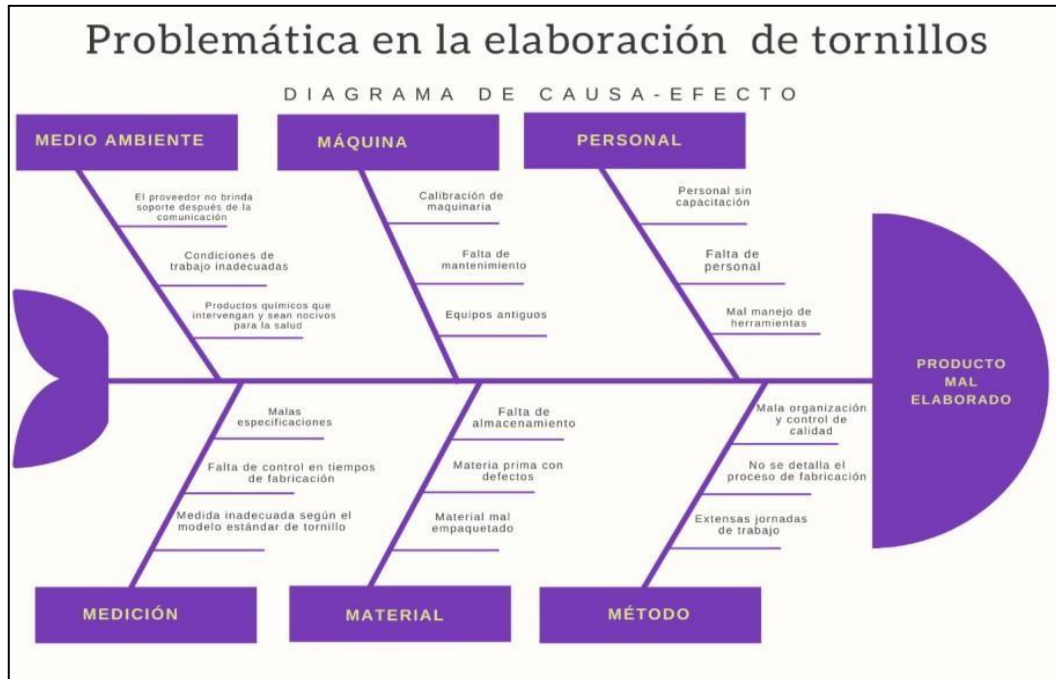 Problemática en la elaboración de tornillos
DIAGRAMA DE CAUSA-EFECTO
MEDIO AMBIENTE
El proveedor no brinda
soporte después de la
comunicación
Condiciones de
trabajo inadecuadas
Productos químicos que
intervengan y sean nocivos
para la salud
MÁQUINA
Calibración de
maquinaria
Falta de
mantenimiento
Equipos antiguos
PERSONAL
Personal sin
capacitación
Falta de
personal
Mal manejo de
herramientas
PRODUCTO
MAL
ELABORADO
Malas
especificaciones
Falta de control en tiempos
de fabricación
Medida inadecuada según el
modelo estándar de tornillo
MEDICIÓN
Falta de
almacenamiento
Materia prima con
defectos
Material mal
empaquetado
MATERIAL
Mala organización
y control de
calidad
No se detalla el
proceso de fabricación
Extensas jornadas
de trabajo
MÉTODO